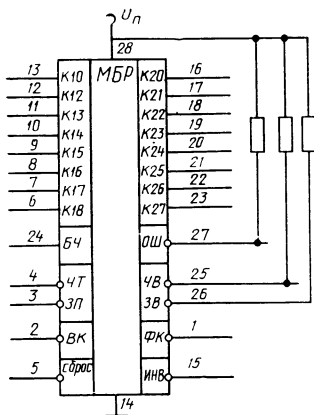 Uп
28
МБР
13 К10 К20 16
12 К12 К21 17
11 К13 К22 18
10 К14 К23 19
9 К15 К24 20
8 К16 К25 21
7 К17 К26 22
6 К18 К27 23
24 БЧ ОШ 27
4 ЧТ ЧВ 25
3 ЗП ЗВ 26
2 ВК ФК 1
5 Сброс ИНВ 15
14